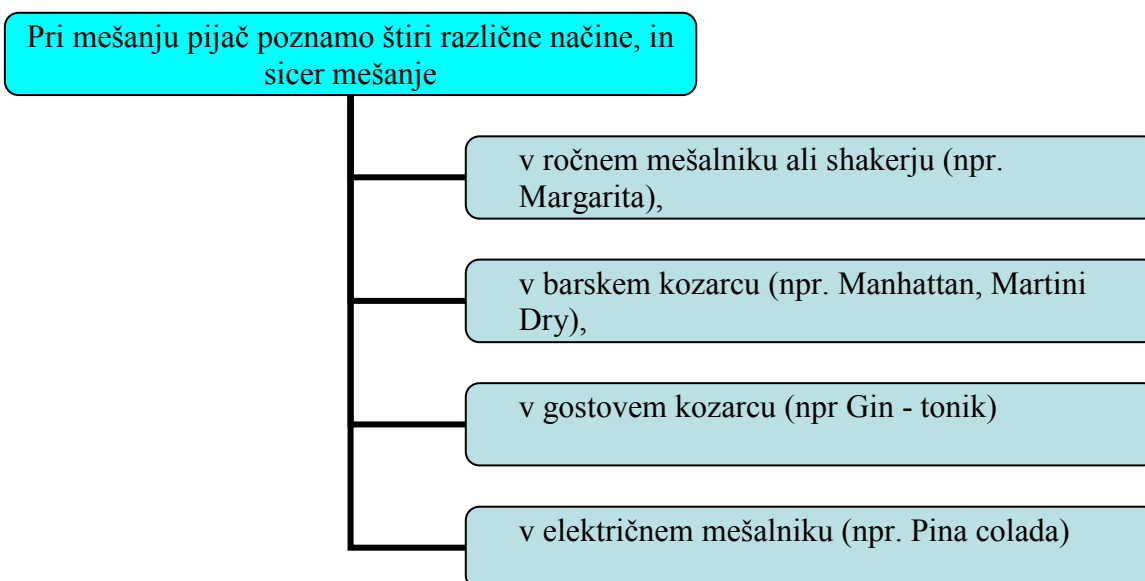 Pri mešanju pijač poznamo štiri različne načine, in
sicer mešanje
v ročnem mešalniku ali shakerju (npr.
Margarita),
v barskem kozarcu (npr. Manhattan, Martini
Dry),
v gostovem kozarcu (npr Gin - tonik)
v električnem mešalniku (npr. Pina colada)